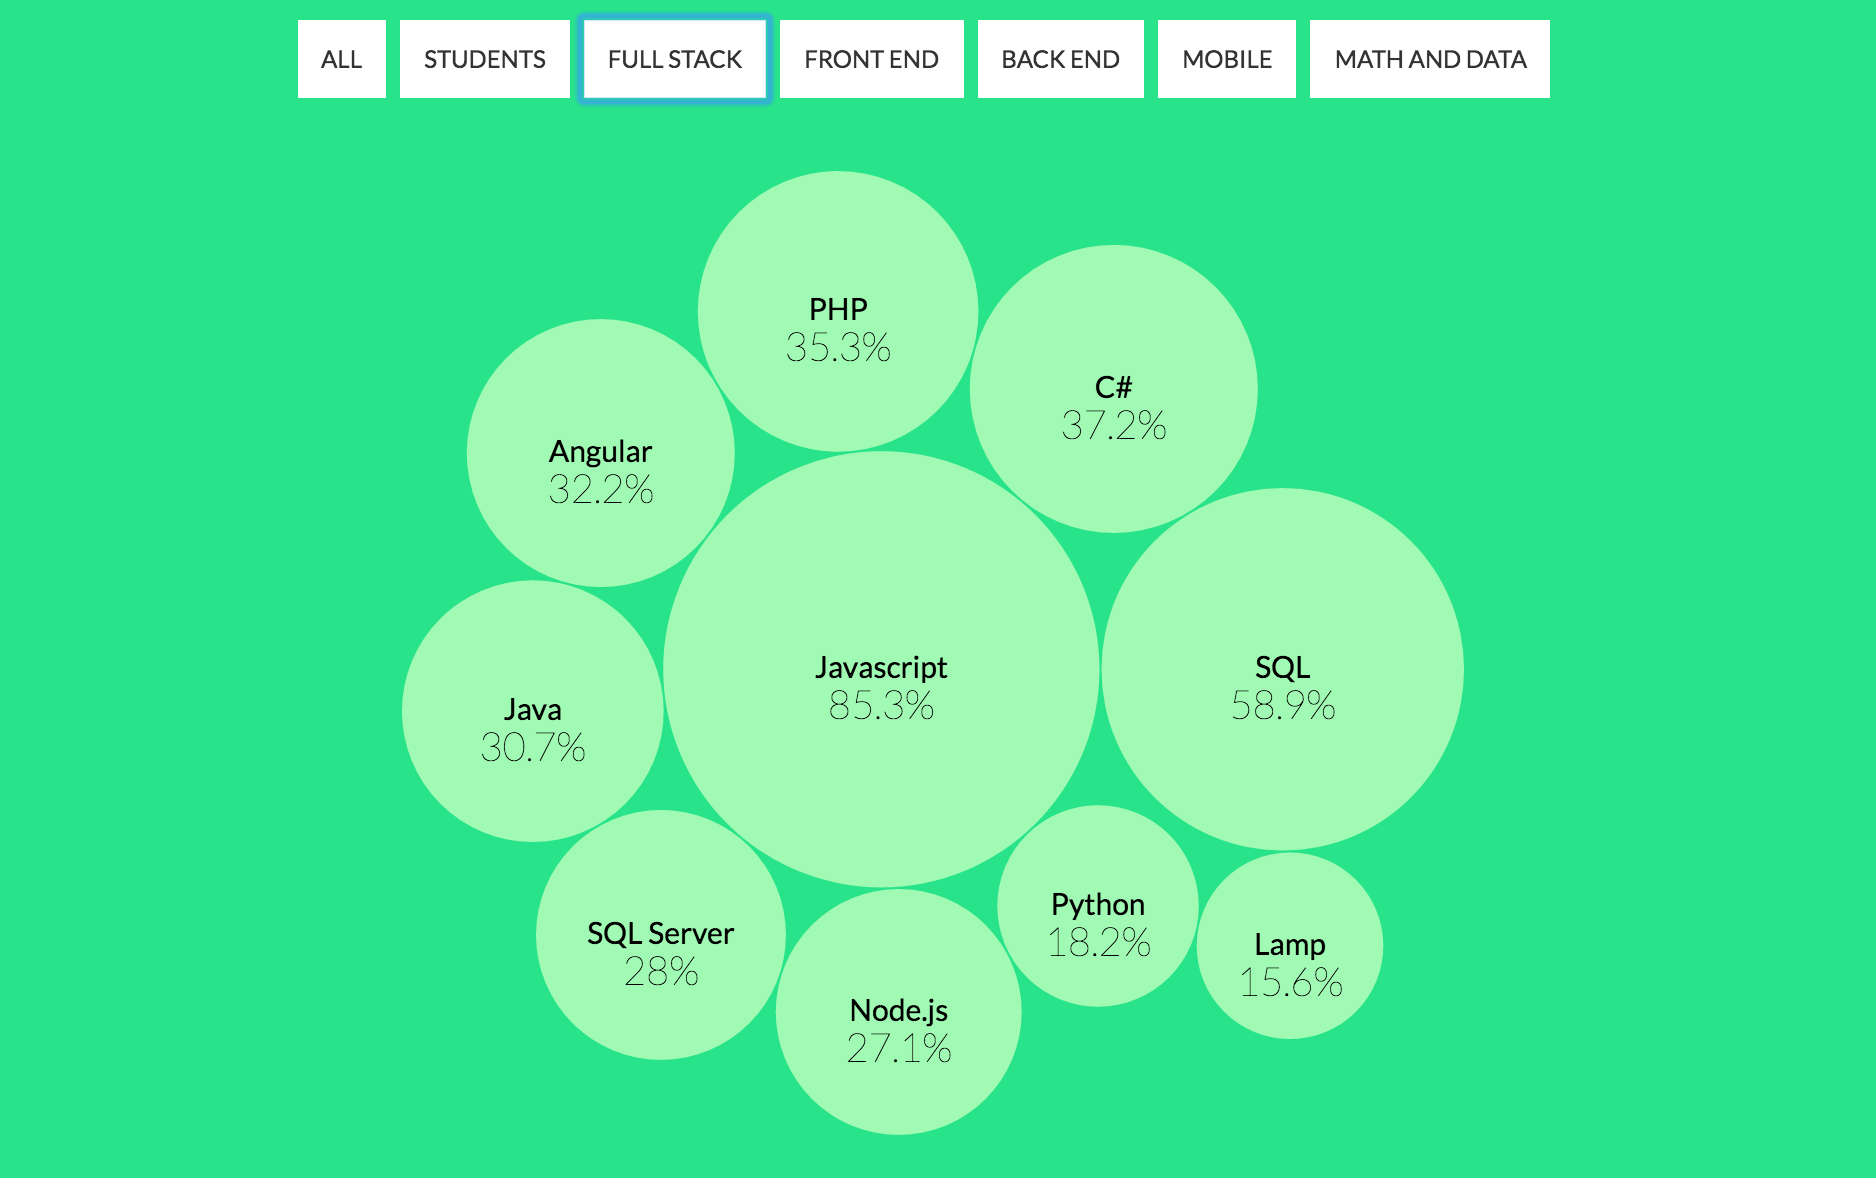 ALL
STUDENTS
FULL STACK
FRONT END
BACK END
MOBILE
MATH AND DATA
PHP
35.3%
C#
37.2%
Angular
32.2%
Javascript
85.3%
SQL
58.9%
Java
30.7%
SQL Server
28%
Python
18.2%
Lamp
15.6%
Node.js
27.1%